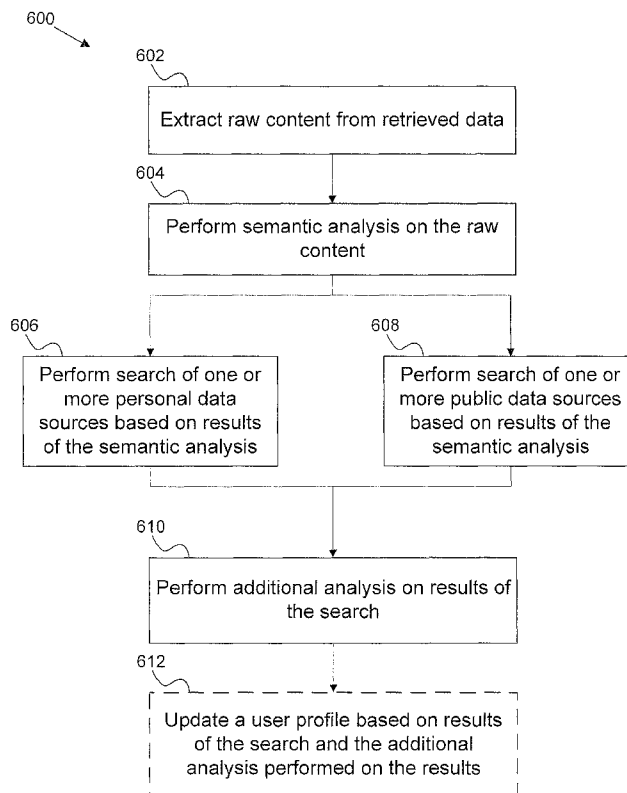 600
602
Extract raw content from retrieved data
604
Perform semantic analysis on the raw
content
606
Perform search of one or
more personal data
sources based on results
of the semantic analysis
608
Perform search of one or
more public data sources
based on results of the
semantic analysis
610
Perform additional analysis on results of
the search
612
Update a user profile based on results
of the search and the additional
analysis performed on the results